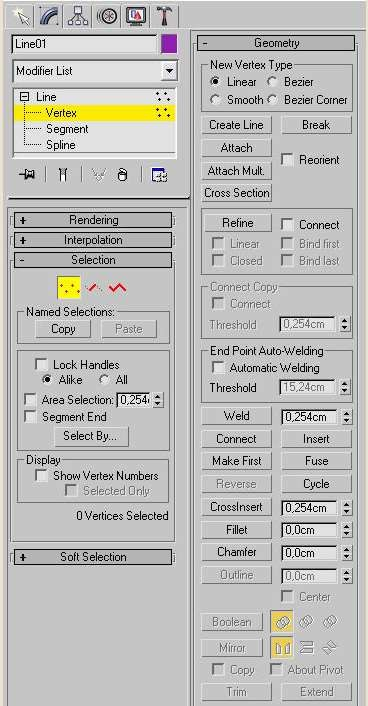 Line01
Modifier List
Line
Vertex
Segment
Spline
+ Rendering
+ Interpolation
- Selection
Named Selections:
Copy Paste
Lock Handles
Alike All
Area Selection: 0,254
Segment End
Select By...
Display
Show Vertex Numbers
Selected Only
0 Vertices Selected
+ Soft Selection
- Geometry
New Vertex Type
Linear Bezier
Smooth Bezier Corner
Create Line Break
Attach
Reorient
Attach Mult.
Cross Section
Refine Connect
Linear Bind first
Closed Bind last
Connect Copy
Connect
Threshold 0,254cm
End Point Auto-Welding
Automatic Welding
Threshold 15,24cm
Weld 0,254cm
Connect Insert
Make First Fuse
Reverse Cycle
CrossInsert 0,254cm
Fillet 0,0cm
Chamfer 0,0cm
Outline 0,0cm
Center
Boolean
Mirror
Copy About Pivot
Trim Extend